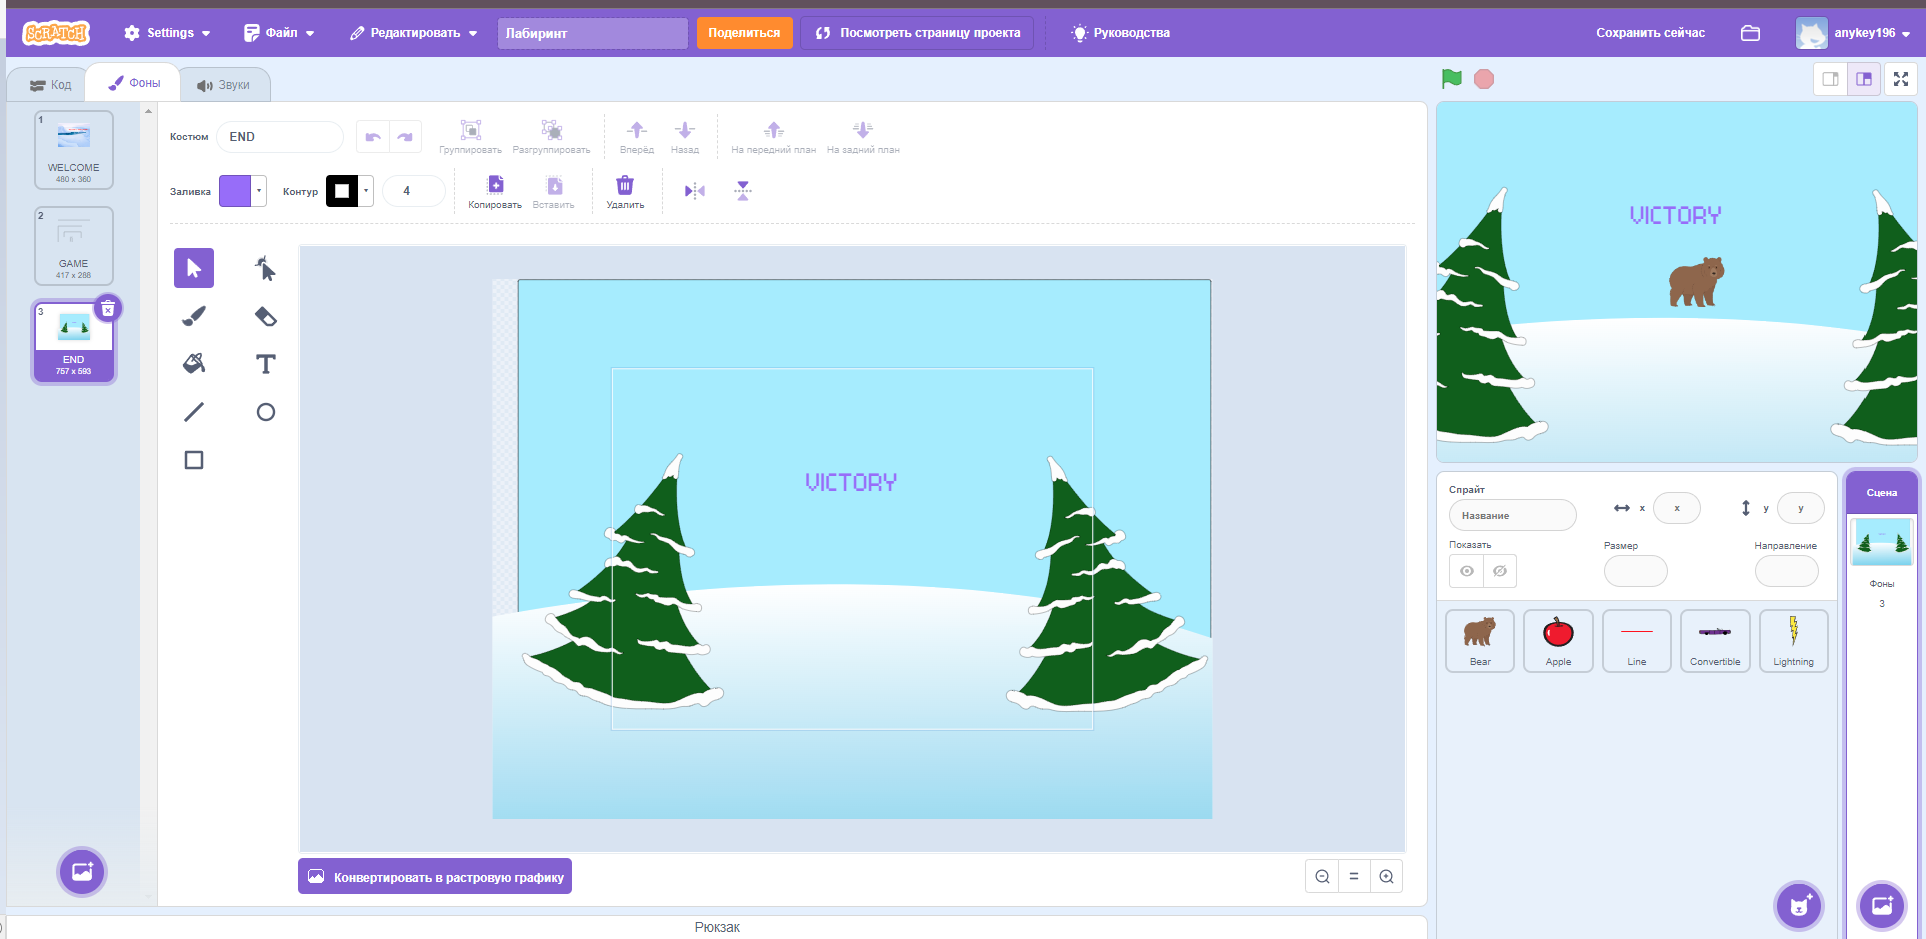 SCRATCH
Settings
Файл
Редактировать
Лабиринт
Поделиться
Посмотреть страницу проекта
Руководства
Сохранить сейчас
anykey196
Код
Фоны
Звуки
1
WELCOME
480 x 360
2
GAME
417 x 288
3
END
757 x 593
Костюм
END
Группировать
Разгруппировать
Вперёд
Назад
На передний план
На задний план
Заливка
Контур
4
Копировать
Вставить
Удалить
VICTORY
Конвертировать в растровую графику
Рюкзак
VICTORY
Спрайт
Название
x
x
y
y
Показать
Размер
Направление
Bear
Apple
Line
Convertible
Lightning
Сцена
Фоны
3